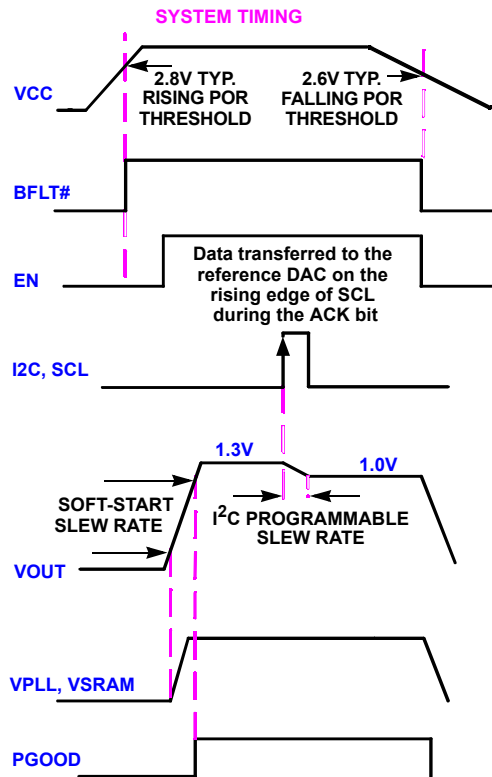 SYSTEM TIMING
VCC
2.8V TYP.
RISING POR
THRESHOLD
2.6V TYP.
FALLING POR
THRESHOLD
BFLT#
EN
Data transferred to the
reference DAC on the
rising edge of SCL
during the ACK bit
I2C, SCL
1.3V
1.0V
SOFT-START
SLEW RATE
I²C PROGRAMMABLE
SLEW RATE
VOUT
VPLL, VSRAM
PGOOD